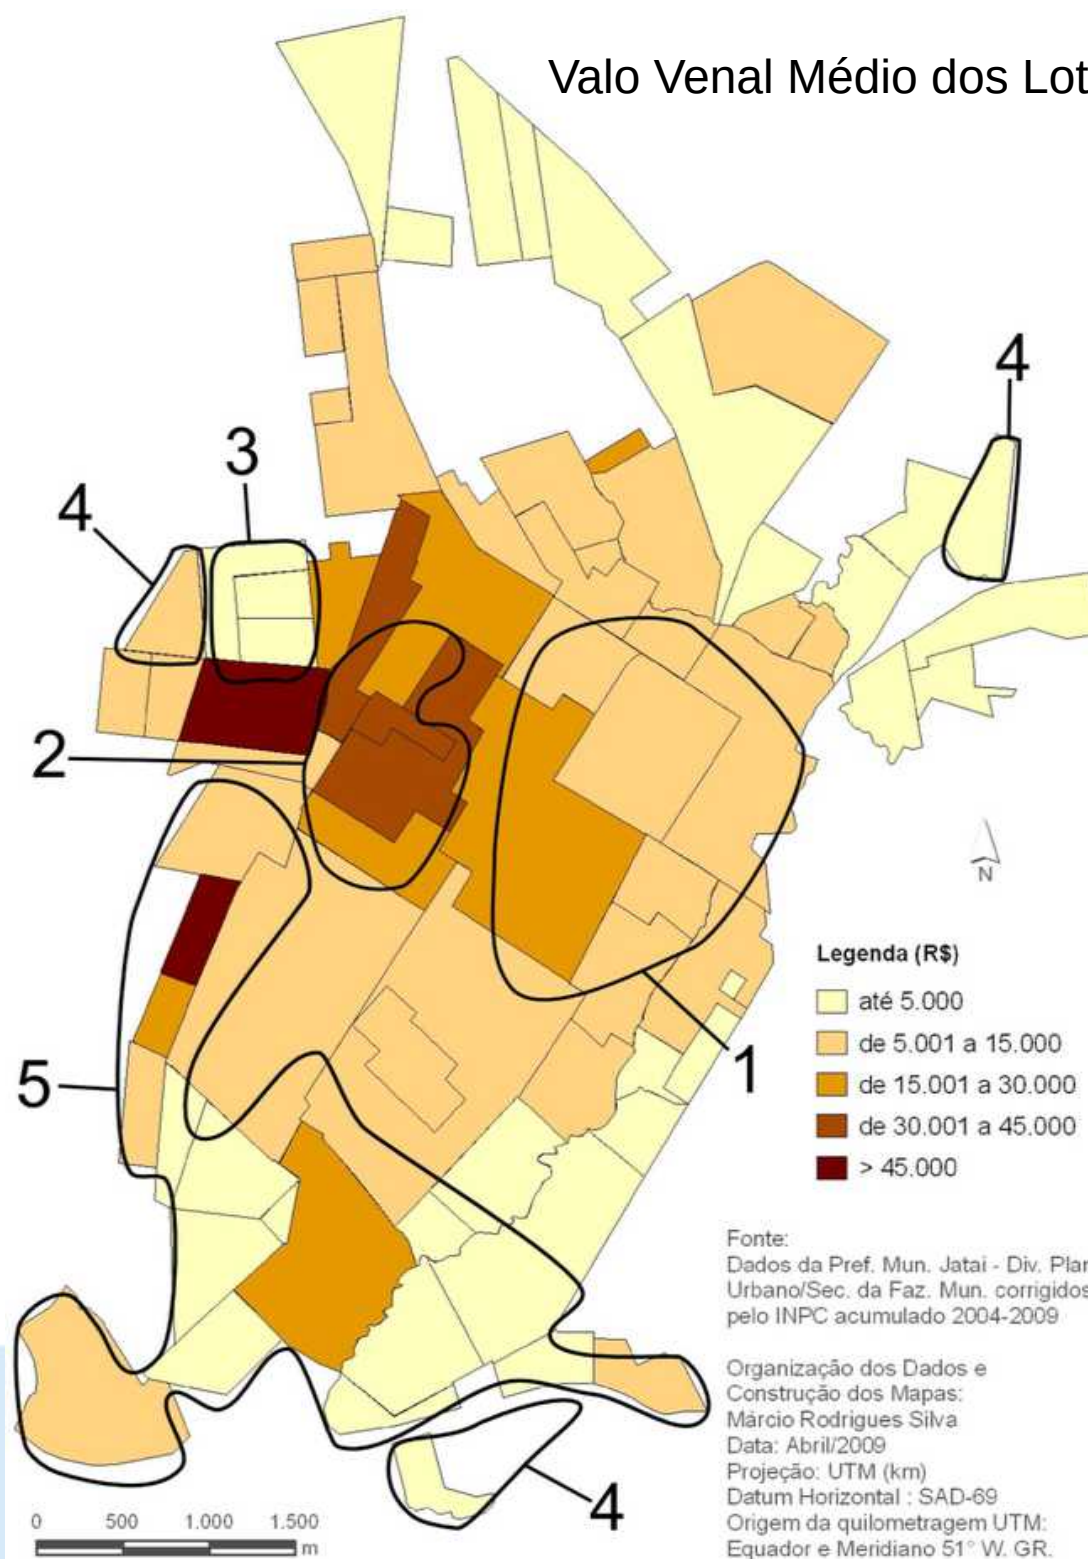 Valo Venal Médio dos Lot
4
3
4
2
5
1
4
N
Legenda (R$)
até 5.000
de 5.001 a 15.000
de 15.001 a 30.000
de 30.001 a 45.000
> 45.000
Fonte:
Dados da Pref. Mun. Jatai - Div. Plan
Urbano/Sec. da Faz. Mun. corrigidos
pelo INPC acumulado 2004-2009
Organização dos Dados e
Construção dos Mapas:
Márcio Rodrigues Silva
Data: Abril/2009
Projeção: UTM (km)
Datum Horizontal : SAD-69
Origem da quilometragem UTM:
Equador e Meridiano 51° W. GR.
0 500 1.000 1.500
m